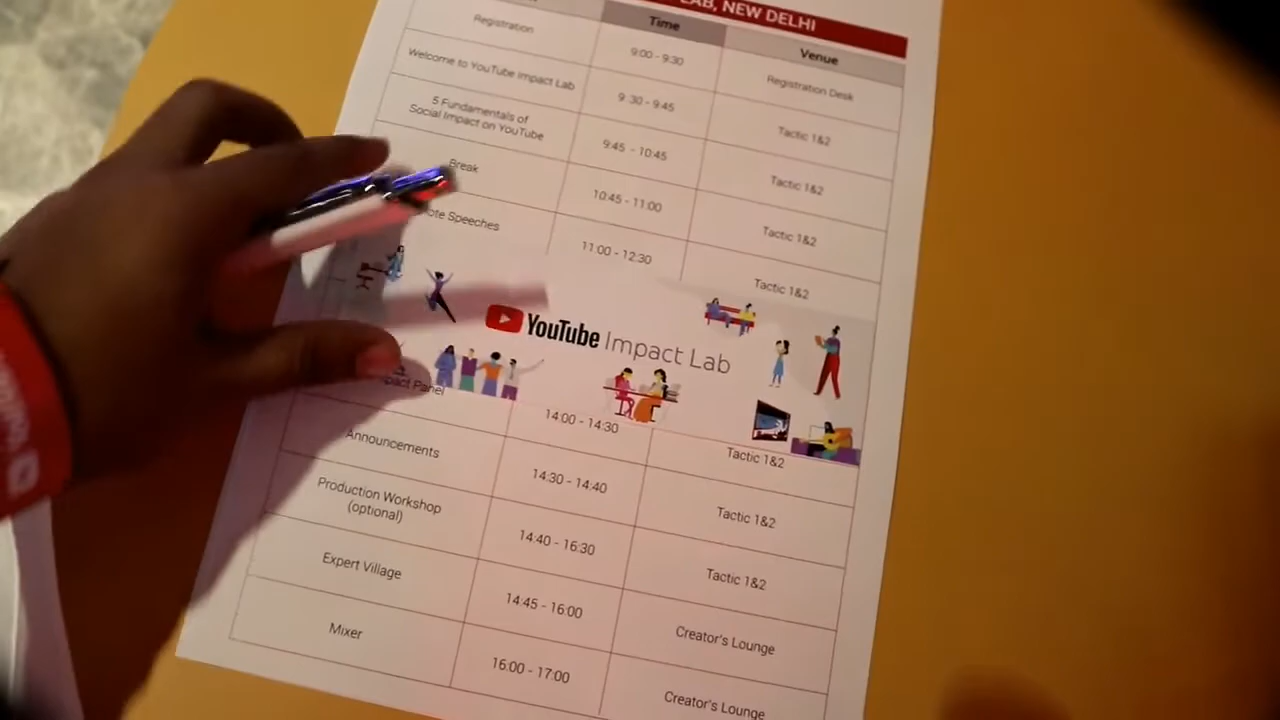 LAB, NEW DELHI
Time
Venue
Registration
9:00 - 9:30
Registration Desk
Welcome to YouTube Impact Lab
9:30 - 9:45
Tactic 1&2
5 Fundamentals of
Social Impact on YouTube
9:45 - 10:45
Tactic 1&2
Break
10:45 - 11:00
Tactic 1&2
Speeches
11:00 - 12:30
Tactic 1&2
YouTube Impact Lab
Panel
14:00 - 14:30
Tactic 1&2
Announcements
14:30 - 14:40
Tactic 1&2
Production Workshop
(optional)
14:40 - 16:30
Tactic 1&2
Expert Village
14:45 - 16:00
Creator's Lounge
Mixer
16:00 - 17:00
Creator's Lounge